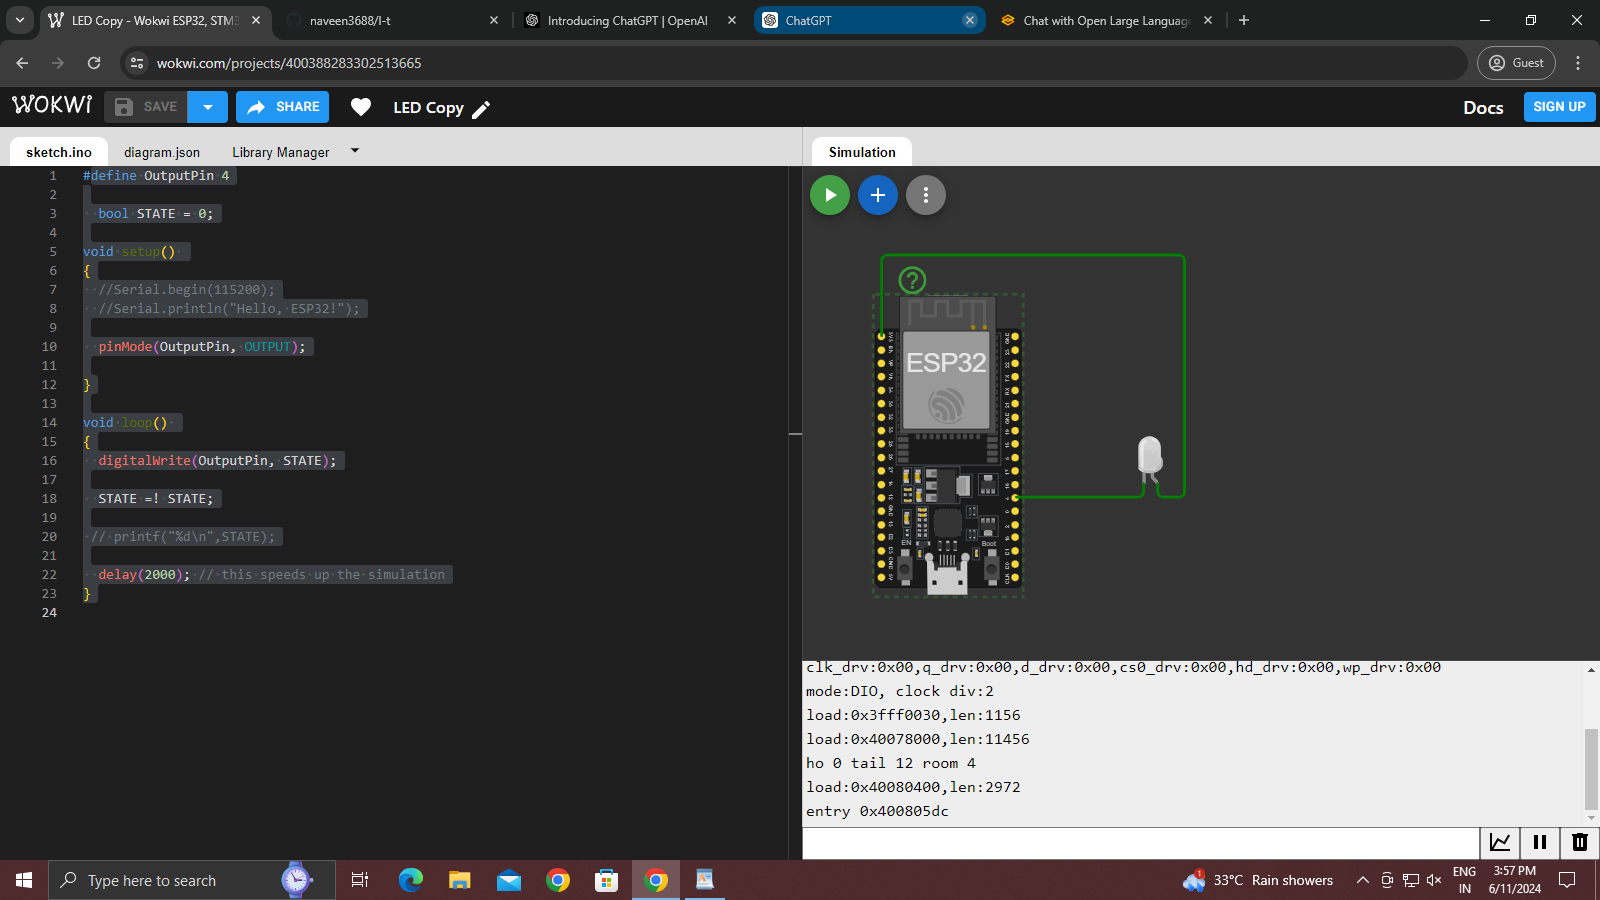 LED Copy - Wokwi ESP32, STM3
naveen3688/I-t
Introducing ChatGPT | OpenAI
ChatGPT
Chat with Open Large Language
wokwi.com/projects/400388283302513665
Guest
WOKWI
SAVE
SHARE
LED Copy
Docs
SIGN UP
sketch.ino
diagram.json
Library Manager
Simulation
1 #define OutputPin 4
2
3 bool STATE = 0;
4
5 void setup()
6 {
7 //Serial.begin(115200);
8 //Serial.println("Hello, ESP32!");
9
10 pinMode(OutputPin, OUTPUT);
11
12 }
13
14 void loop()
15 {
16 digitalWrite(OutputPin, STATE);
17
18 STATE =! STATE;
19
20 // printf("%d\n",STATE);
21
22 delay(2000); // this speeds up the simulation
23 }
24
ESP32
EN
Boot
clk_drv:0x00,q_drv:0x00,d_drv:0x00,cs0_drv:0x00,hd_drv:0x00,wp_drv:0x00
mode:DIO, clock div:2
load:0x3fff0030,len:1156
load:0x40078000,len:11456
ho 0 tail 12 room 4
load:0x40080400,len:2972
entry 0x400805dc
Type here to search
1
33°C Rain showers
ENG
IN
3:57 PM
6/11/2024